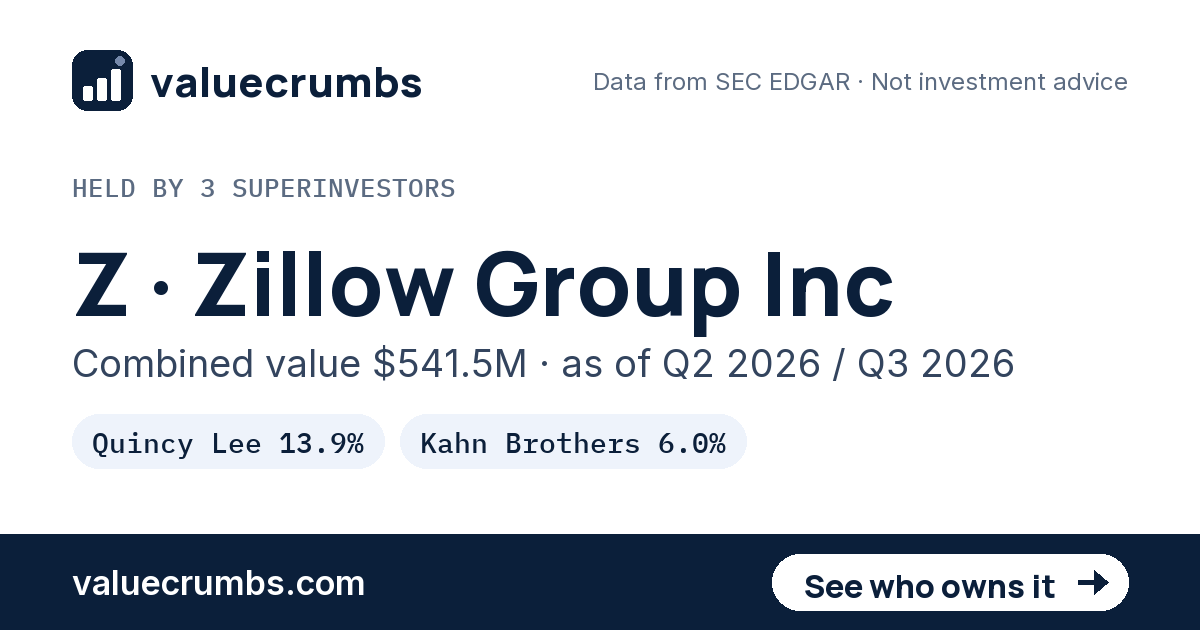 valuecrumbs
Data from SEC EDGAR · Not investment advice
HELD BY 3 SUPERINVESTORS
Z · Zillow Group Inc
Combined value $541.5M · as of Q2 2026 / Q3 2026
Quincy Lee 13.9%
Kahn Brothers 6.0%
valuecrumbs.com
See who owns it →